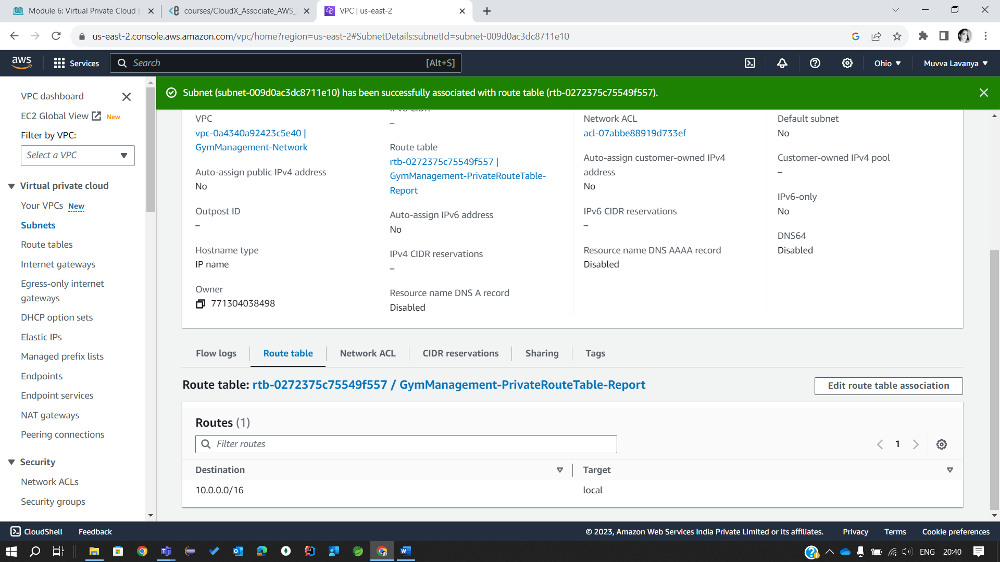 Module 6: Virtual Private Cloud |
courses/CloudX_Associate_AWS_
VPC | us-east-2
us-east-2.console.aws.amazon.com/vpc/home?region=us-east-2#SubnetDetails:subnetId=subnet-009d0ac3dc8711e10
aws
Services
Search
[Alt+S]
Ohio
Muvva Lavanya
Subnet (subnet-009d0ac3dc8711e10) has been successfully associated with route table (rtb-0272375c75549f557).
VPC dashboard
EC2 Global View New
Filter by VPC:
Select a VPC
Virtual private cloud
Your VPCs New
Subnets
Route tables
Internet gateways
Egress-only internet
gateways
DHCP option sets
Elastic IPs
Managed prefix lists
Endpoints
Endpoint services
NAT gateways
Peering connections
Security
Network ACLs
Security groups
VPC
vpc-0a4340a92423c5e40 |
GymManagement-Network
Auto-assign public IPv4 address
No
Outpost ID
–
Hostname type
IP name
Owner
771304038498
IPv6 CIDR
–
Route table
rtb-0272375c75549f557 |
GymManagement-PrivateRouteTable-
Report
Auto-assign IPv6 address
No
IPv4 CIDR reservations
–
Resource name DNS A record
Disabled
Network ACL
acl-07abbe88919d733ef
Auto-assign customer-owned IPv4
address
No
IPv6 CIDR reservations
–
Resource name DNS AAAA record
Disabled
Default subnet
No
Customer-owned IPv4 pool
–
IPv6-only
No
DNS64
Disabled
Flow logs
Route table
Network ACL
CIDR reservations
Sharing
Tags
Route table: rtb-0272375c75549f557 / GymManagement-PrivateRouteTable-Report
Edit route table association
Routes (1)
Filter routes
1
Destination
Target
10.0.0.0/16
local
CloudShell
Feedback
© 2023, Amazon Web Services India Private Limited or its affiliates.
Privacy
Terms
Cookie preferences
ENG
20:40